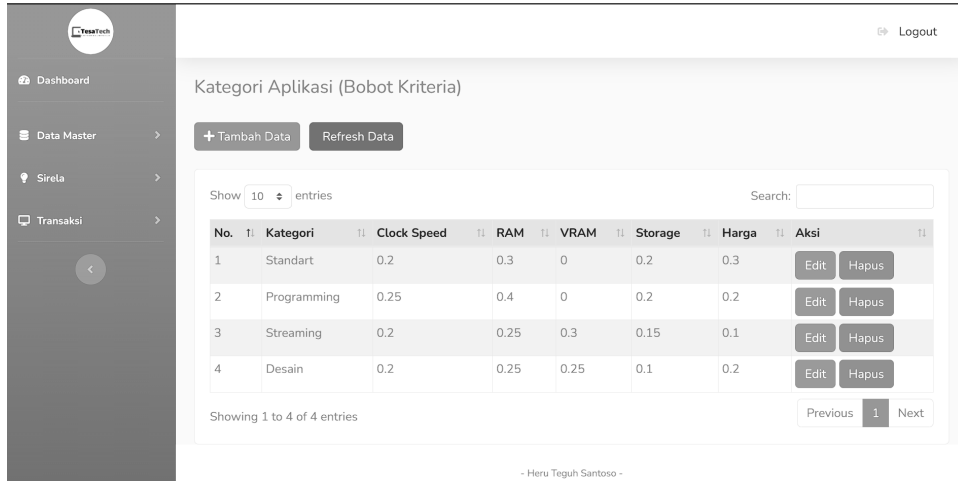 TesaTech
Logout
Dashboard
Data Master
Sirela
Transaksi
Kategori Aplikasi (Bobot Kriteria)
Tambah Data Refresh Data
Show 10 entries Search:
No. Kategori Clock Speed RAM VRAM Storage Harga Aksi
1 Standart 0.2 0.3 0 0.2 0.3 Edit Hapus
2 Programming 0.25 0.4 0 0.2 0.2 Edit Hapus
3 Streaming 0.2 0.25 0.3 0.15 0.1 Edit Hapus
4 Desain 0.2 0.25 0.25 0.1 0.2 Edit Hapus
Showing 1 to 4 of 4 entries Previous 1 Next
- Heru Teguh Santoso -